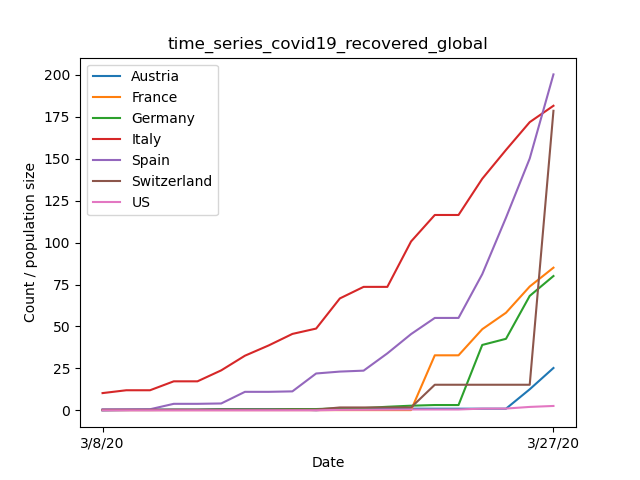 time_series_covid19_recovered_global
200
175
150
125
100
75
50
25
0
Count / population size
Austria
France
Germany
Italy
Spain
Switzerland
US
3/8/20
3/27/20
Date